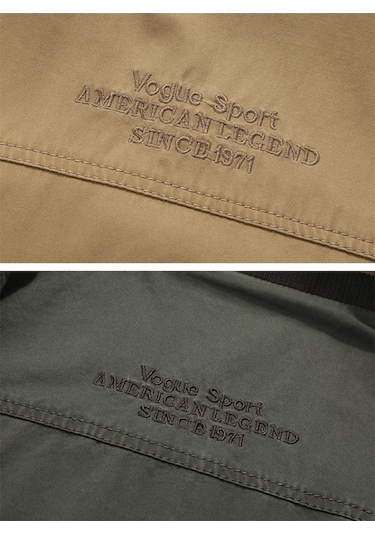 Vogue Sport
AMERICAN LEGEND
SINCE 1971
Vogue Sport
AMERICAN LEGEND
SINCE 1971